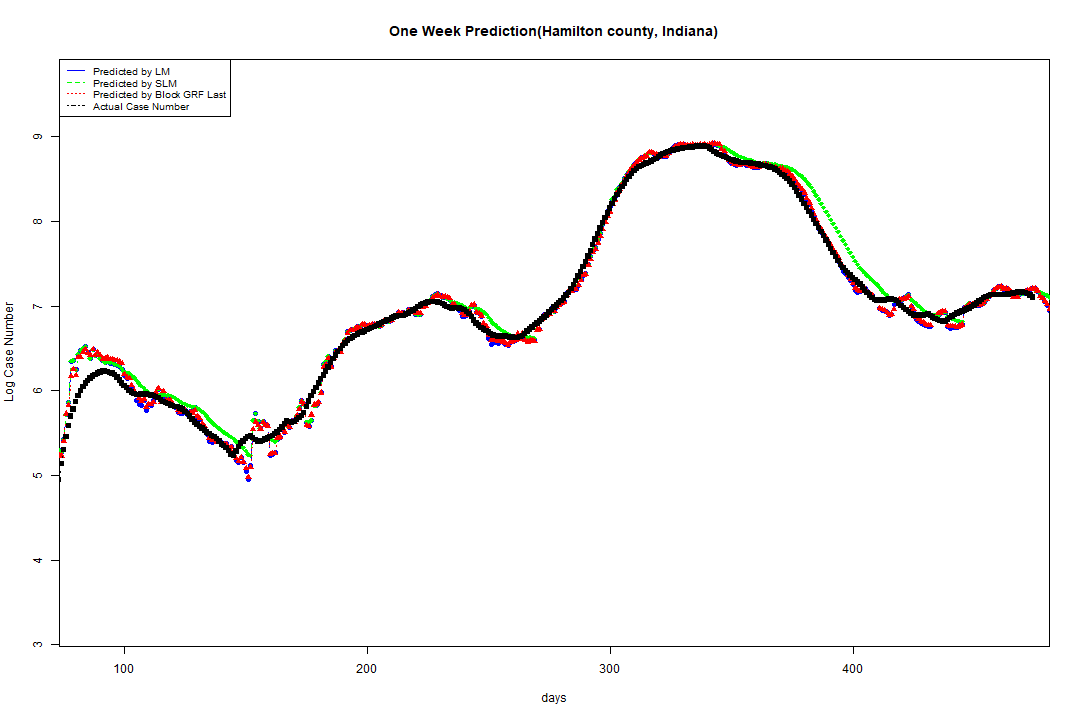 One Week Prediction(Hamilton county, Indiana)
Predicted by LM
Predicted by SLM
Predicted by Block GRF Last
Actual Case Number
9
8
7
6
5
4
3
Log Case Number
100 200 300 400
days